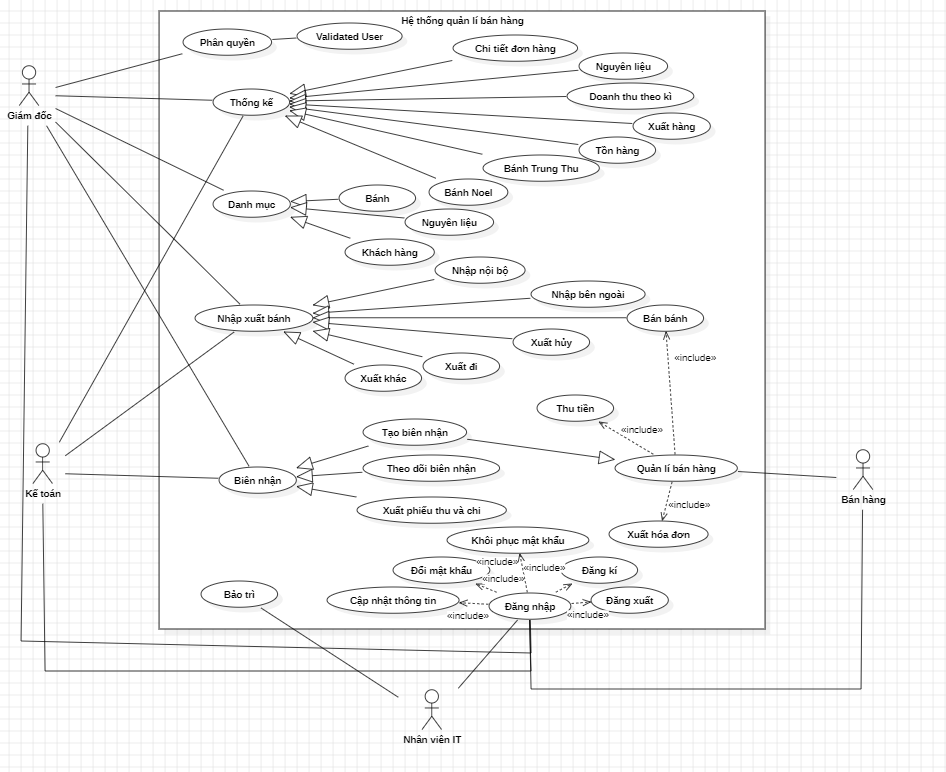 Hệ thống quản lí bán hàng
Phân quyền
Validated User
Chi tiết đơn hàng
Nguyên liệu
Doanh thu theo kì
Thống kế
Xuất hàng
Tồn hàng
Bánh Trung Thu
Bánh Noel
Giám đốc
Danh mục
Bánh
Nguyên liệu
Khách hàng
Nhập nội bộ
Nhập bên ngoài
Nhập xuất bánh
Bán bánh
Xuất hủy
Xuất đi
Xuất khác
«include»
Thu tiền
«include»
Tạo biên nhận
Theo dõi biên nhận
Quản lí bán hàng
Biên nhận
Kế toán
Bán hàng
Xuất phiếu thu và chi
«include»
Xuất hóa đơn
Khôi phục mật khẩu
«include»
«include»
Đổi mật khẩu
Đăng kí
«include»
Bảo trì
Cập nhật thông tin
Đăng nhập
Đăng xuất
«include»
«include»
Nhân viên IT